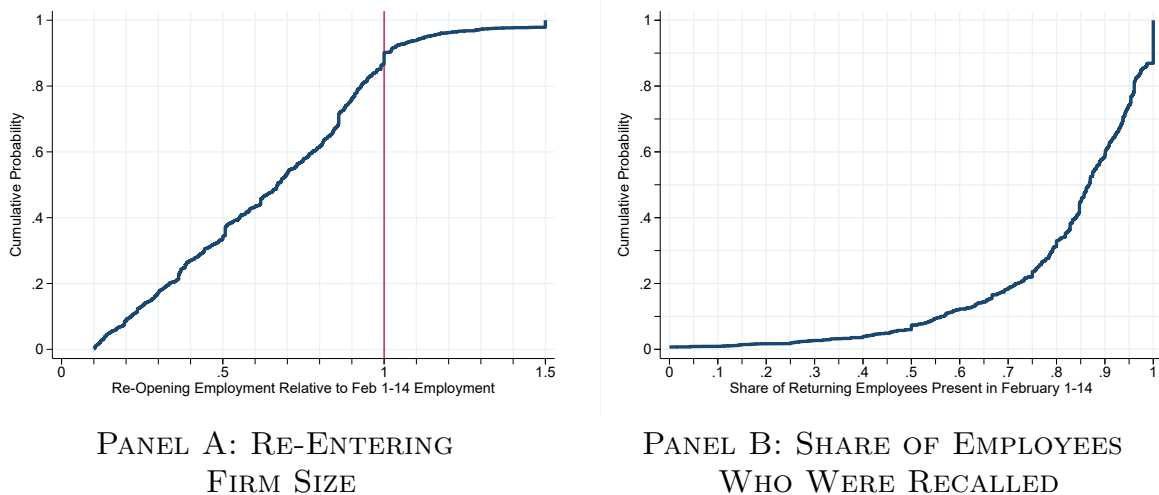 1
.8
.6
.4
.2
0
Cumulative Probability
0 .5 1 1.5
Re-Opening Employment Relative to Feb 1-14 Employment
PANEL A: RE-ENTERING
FIRM SIZE
1
.8
.6
.4
.2
0
Cumulative Probability
0 .1 .2 .3 .4 .5 .6 .7 .8 .9 1
Share of Returning Employees Present in February 1-14
PANEL B: SHARE OF EMPLOYEES
WHO WERE RECALLED